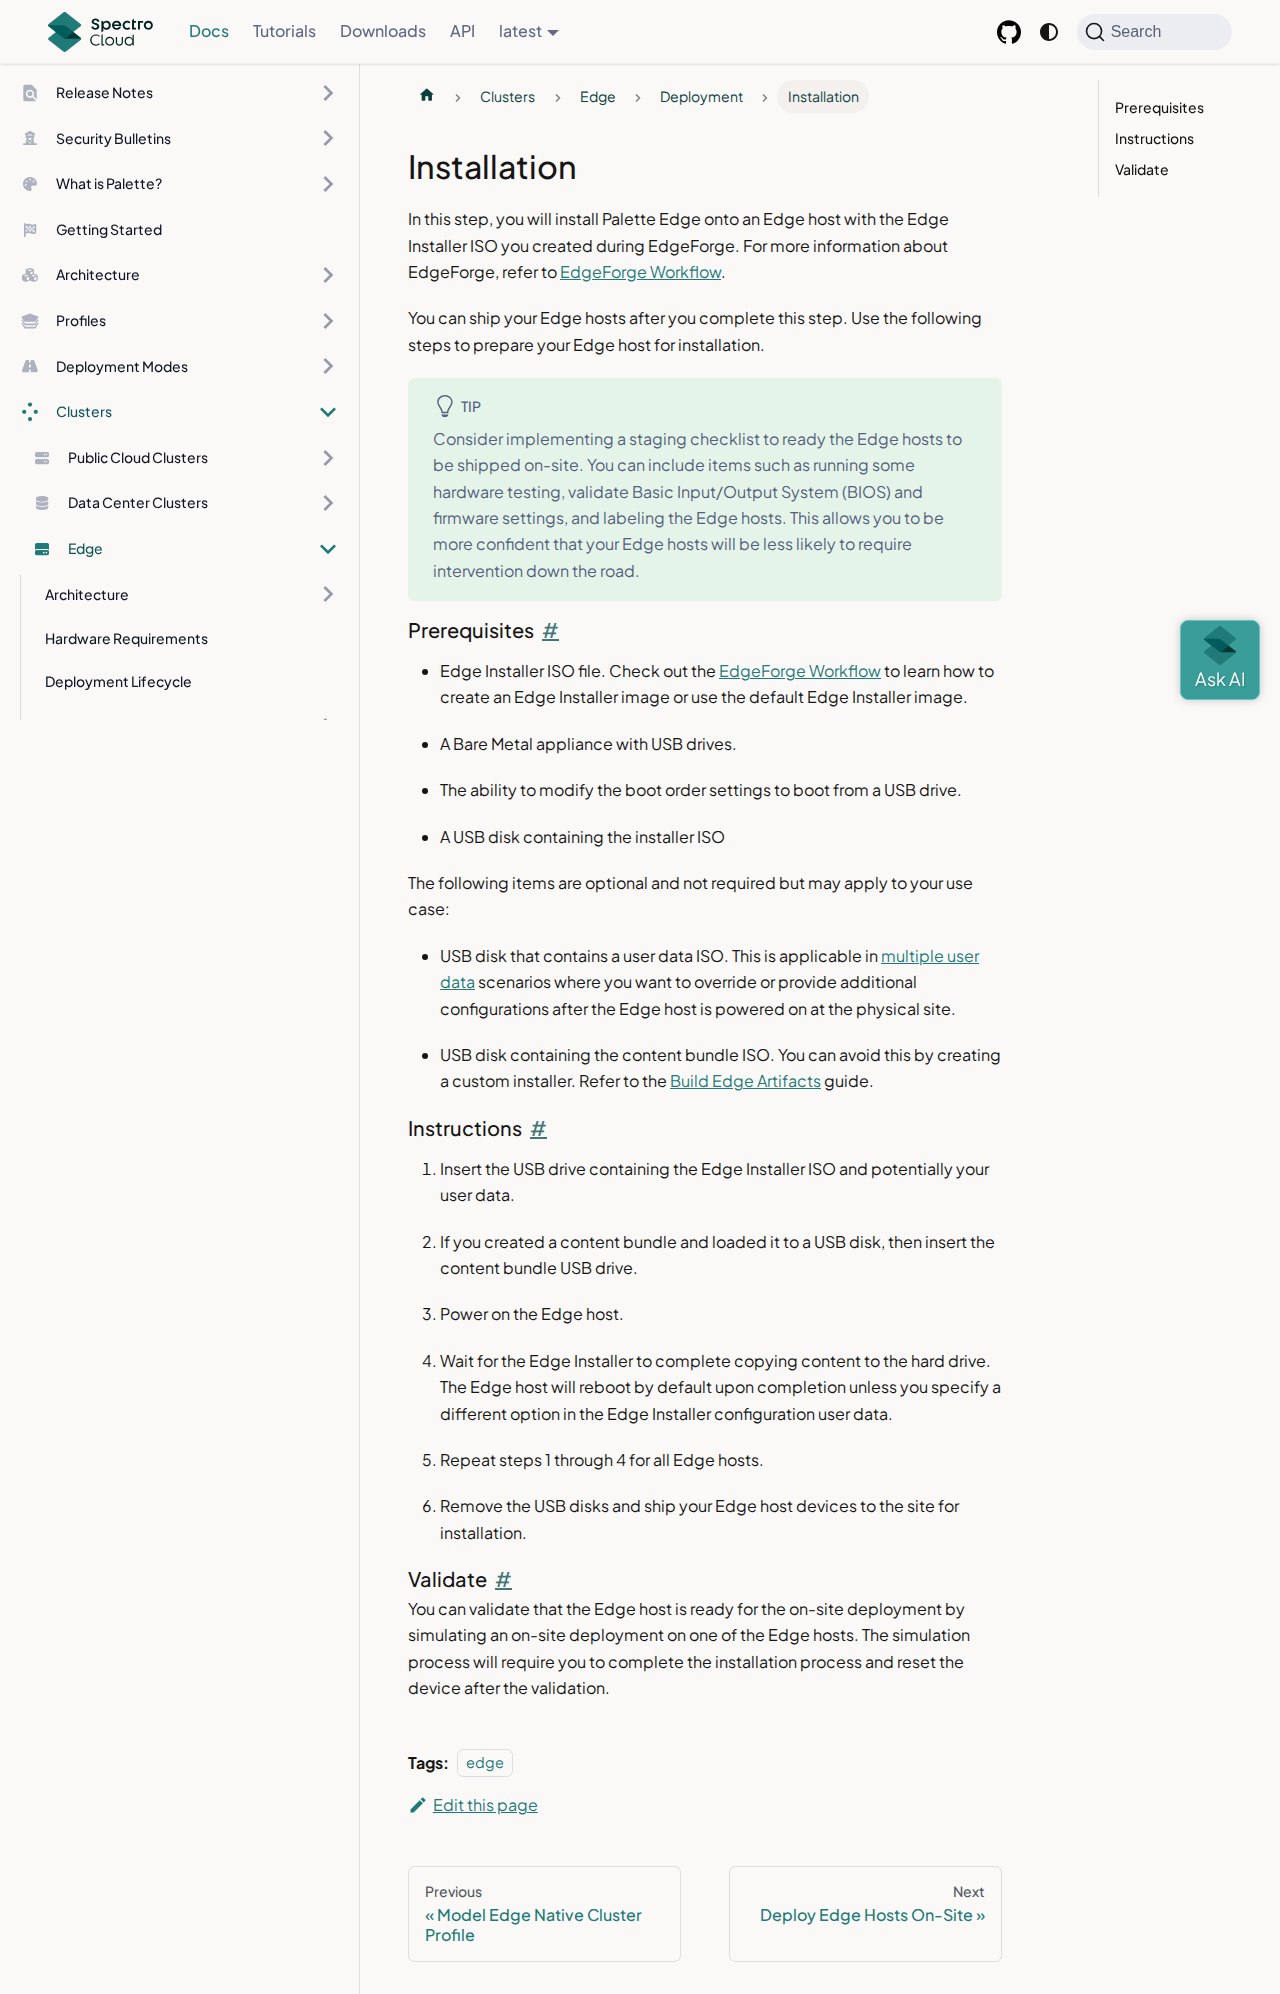 Spectro
Cloud
Docs
Tutorials
Downloads
API
latest
Search
Release Notes
Security Bulletins
What is Palette?
Getting Started
Architecture
Profiles
Deployment Modes
Clusters
Public Cloud Clusters
Data Center Clusters
Edge
Architecture
Hardware Requirements
Deployment Lifecycle
Clusters
Edge
Deployment
Installation
Installation
In this step, you will install Palette Edge onto an Edge host with the Edge
Installer ISO you created during EdgeForge. For more information about
EdgeForge, refer to EdgeForge Workflow.
You can ship your Edge hosts after you complete this step. Use the following
steps to prepare your Edge host for installation.
TIP
Consider implementing a staging checklist to ready the Edge hosts to
be shipped on-site. You can include items such as running some
hardware testing, validate Basic Input/Output System (BIOS) and
firmware settings, and labeling the Edge hosts. This allows you to be
more confident that your Edge hosts will be less likely to require
intervention down the road.
Prerequisites #
• Edge Installer ISO file. Check out the EdgeForge Workflow to learn how to
create an Edge Installer image or use the default Edge Installer image.
• A Bare Metal appliance with USB drives.
• The ability to modify the boot order settings to boot from a USB drive.
• A USB disk containing the installer ISO
The following items are optional and not required but may apply to your use
case:
• USB disk that contains a user data ISO. This is applicable in multiple user
data scenarios where you want to override or provide additional
configurations after the Edge host is powered on at the physical site.
• USB disk containing the content bundle ISO. You can avoid this by creating
a custom installer. Refer to the Build Edge Artifacts guide.
Instructions #
1. Insert the USB drive containing the Edge Installer ISO and potentially your
user data.
2. If you created a content bundle and loaded it to a USB disk, then insert the
content bundle USB drive.
3. Power on the Edge host.
4. Wait for the Edge Installer to complete copying content to the hard drive.
The Edge host will reboot by default upon completion unless you specify a
different option in the Edge Installer configuration user data.
5. Repeat steps 1 through 4 for all Edge hosts.
6. Remove the USB disks and ship your Edge host devices to the site for
installation.
Validate #
You can validate that the Edge host is ready for the on-site deployment by
simulating an on-site deployment on one of the Edge hosts. The simulation
process will require you to complete the installation process and reset the
device after the validation.
Tags: edge
Edit this page
Previous
« Model Edge Native Cluster
Profile
Next
Deploy Edge Hosts On-Site »
Prerequisites
Instructions
Validate
Ask AI